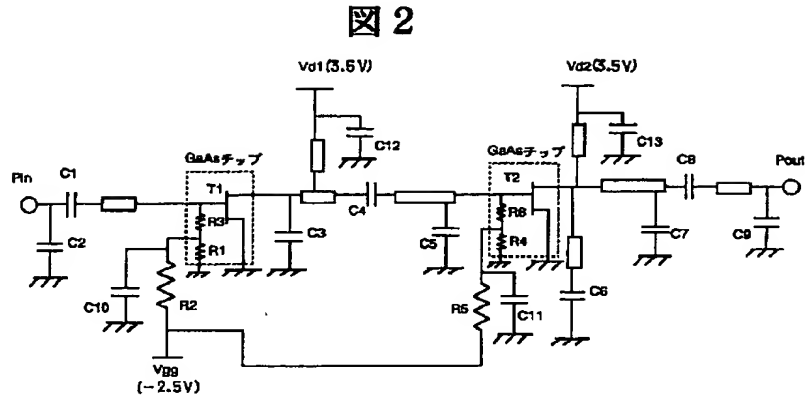 図2
Vd1(3.6V)
Vd2(3.5V)
C12
C13
GaAsチップ
GaAsチップ
Pin
C1
T1
T2
C8
Pout
C4
R3
R1
R6
R4
C2
C3
C5
C7
C9
C10
R2
R5
C11
C6
Vgg
(-2.5V)